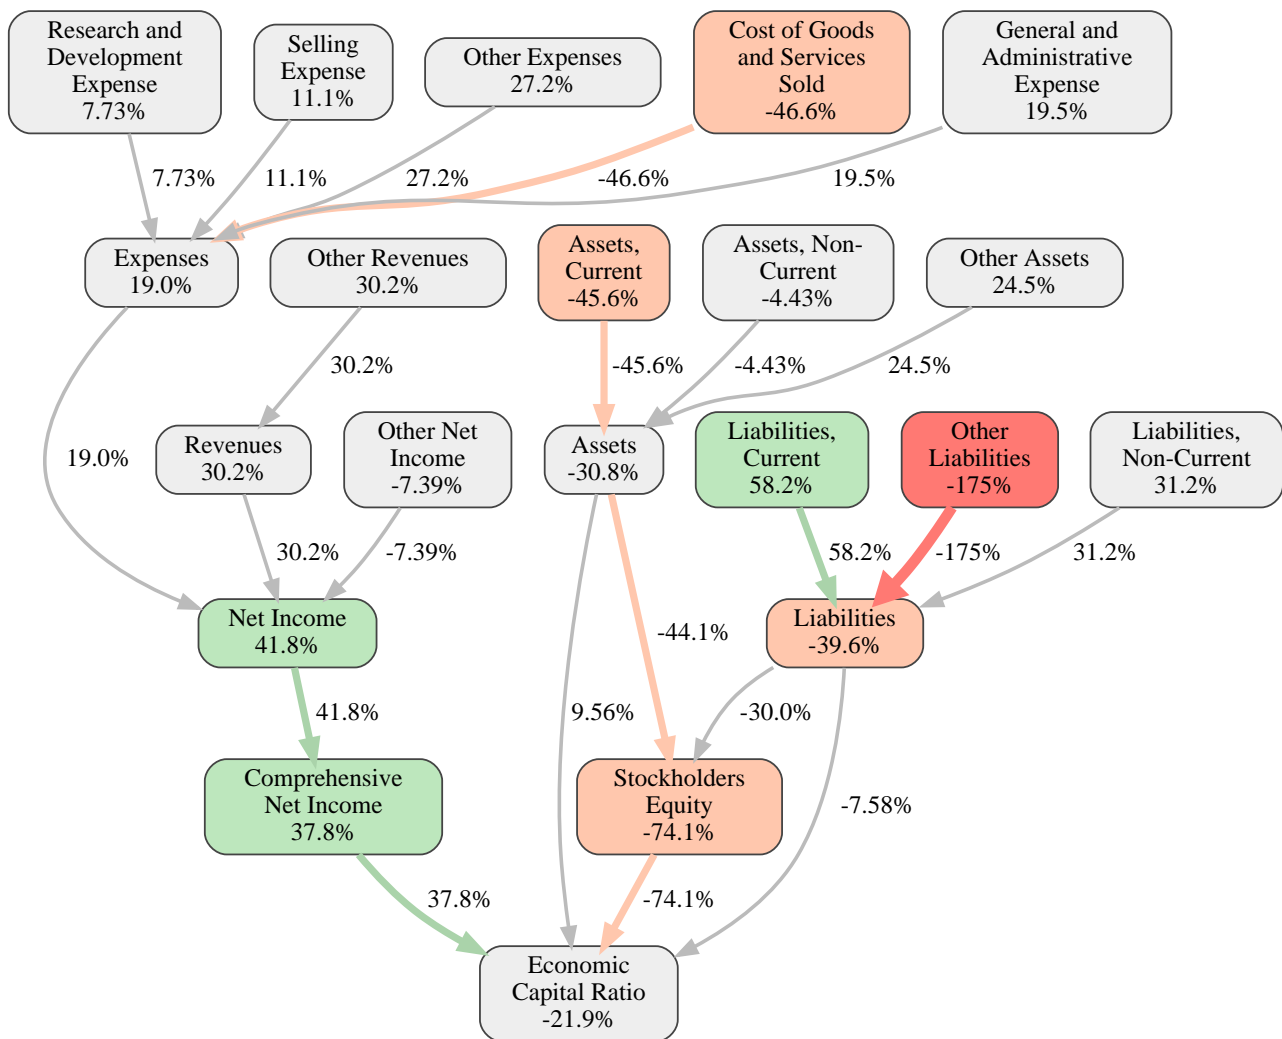 Research and
Development
Expense
7.73%
Selling
Expense
11.1%
Other Expenses
27.2%
Cost of Goods
and Services
Sold
-46.6%
General and
Administrative
Expense
19.5%
7.73%
11.1%
27.2%
-46.6%
19.5%
Expenses
19.0%
Other Revenues
30.2%
Assets,
Current
-45.6%
Assets, Non-
Current
-4.43%
Other Assets
24.5%
30.2%
-45.6%
-4.43%
24.5%
19.0%
Revenues
30.2%
Other Net
Income
-7.39%
Assets
-30.8%
Liabilities,
Current
58.2%
Other
Liabilities
-175%
Liabilities,
Non-Current
31.2%
30.2%
-7.39%
58.2%
-175%
31.2%
Net Income
41.8%
Liabilities
-39.6%
-44.1%
41.8%
9.56%
-30.0%
Comprehensive
Net Income
37.8%
Stockholders
Equity
-74.1%
-7.58%
37.8%
-74.1%
Economic
Capital Ratio
-21.9%